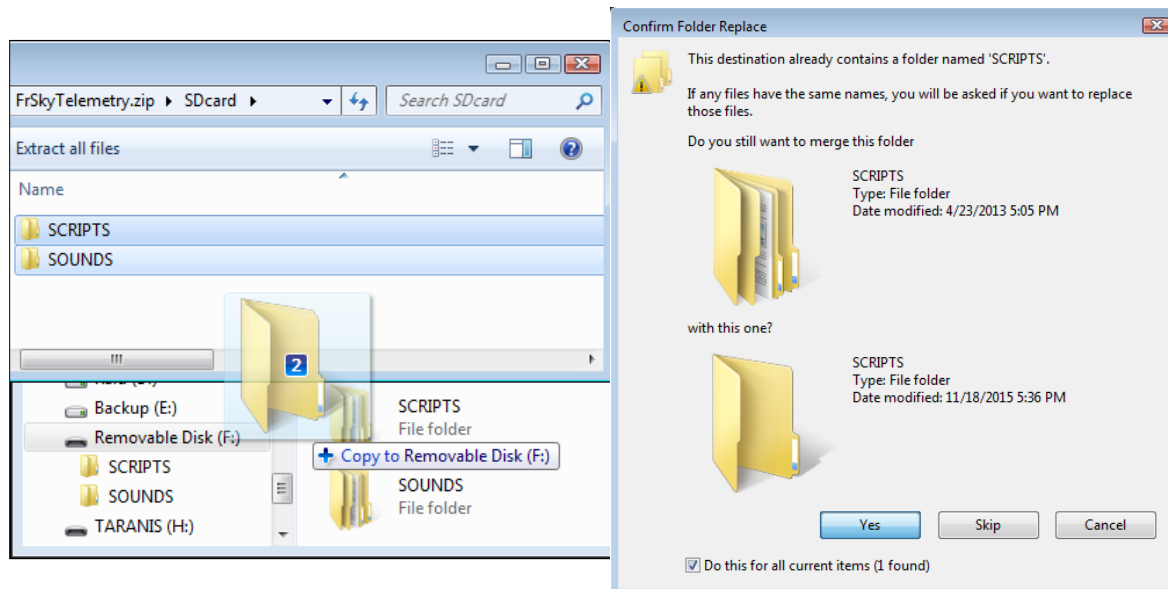 FrSkyTelemetry.zip ▸ SDcard ▸
Search SDcard
Extract all files
Name
SCRIPTS
SOUNDS
2
Backup (E:)
Removable Disk (F:)
SCRIPTS
SOUNDS
TARANIS (H:)
SCRIPTS
File folder
Copy to Removable Disk (F:)
SOUNDS
File folder
Confirm Folder Replace
This destination already contains a folder named 'SCRIPTS'.
If any files have the same names, you will be asked if you want to replace
those files.
Do you still want to merge this folder
SCRIPTS
Type: File folder
Date modified: 4/23/2013 5:05 PM
with this one?
SCRIPTS
Type: File folder
Date modified: 11/18/2015 5:36 PM
Yes
Skip
Cancel
Do this for all current items (1 found)